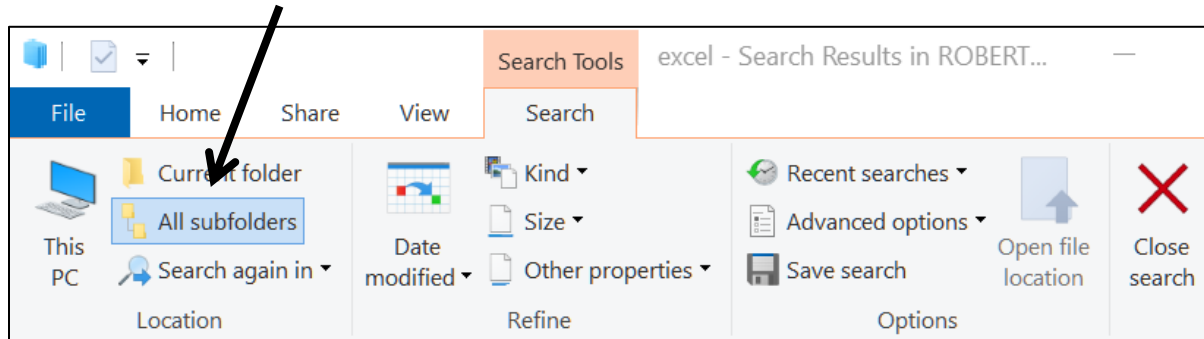 Search Tools excel - Search Results in ROBERT...
File Home Share View Search
This PC
Current folder
All subfolders
Search again in
Location
Date modified
Kind
Size
Other properties
Refine
Recent searches
Advanced options
Save search
Open file location
Options
Close search